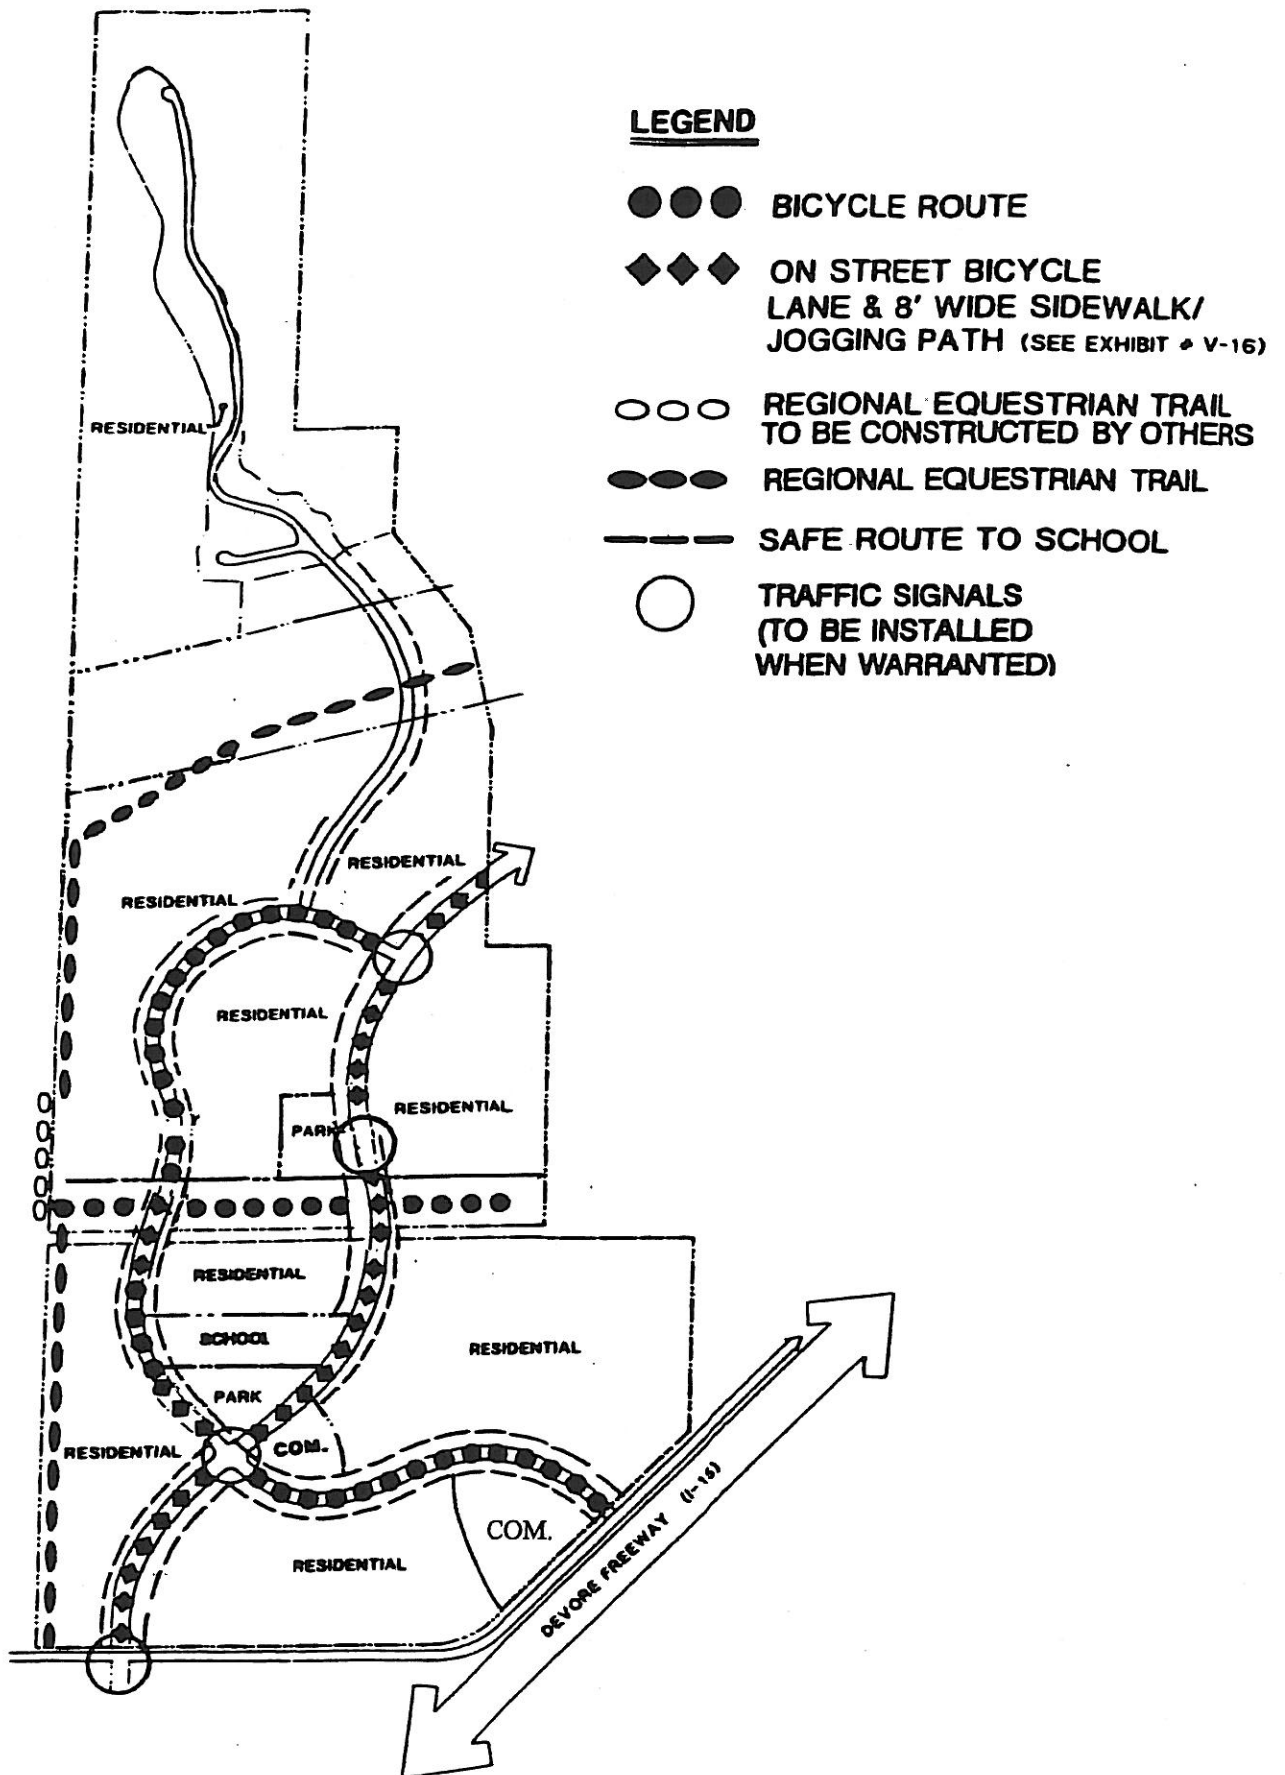 LEGEND
BICYCLE ROUTE
ON STREET BICYCLE
LANE & 8' WIDE SIDEWALK/
JOGGING PATH (SEE EXHIBIT # V-16)
REGIONAL EQUESTRIAN TRAIL
TO BE CONSTRUCTED BY OTHERS
REGIONAL EQUESTRIAN TRAIL
SAFE ROUTE TO SCHOOL
TRAFFIC SIGNALS
(TO BE INSTALLED
WHEN WARRANTED)
RESIDENTIAL
RESIDENTIAL
RESIDENTIAL
RESIDENTIAL
RESIDENTIAL
PARK
RESIDENTIAL
SCHOOL
RESIDENTIAL
PARK
RESIDENTIAL
COM.
COM.
RESIDENTIAL
DEVORE FREEWAY (I-15)